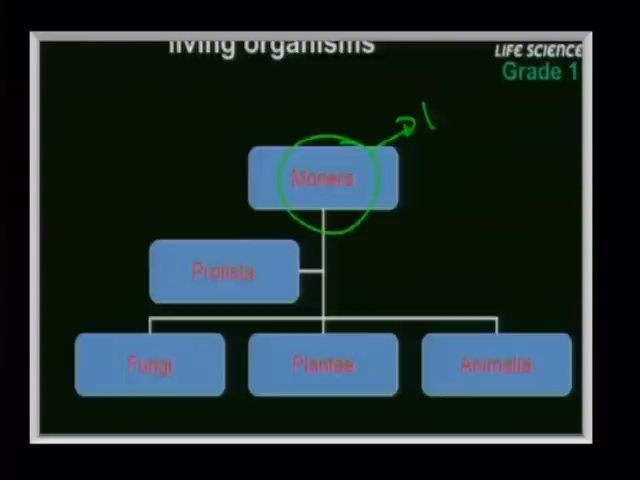 living organisms
LIFE SCIENCE
Grade 1
Monera
Protista
Fungi
Plantae
Animalia